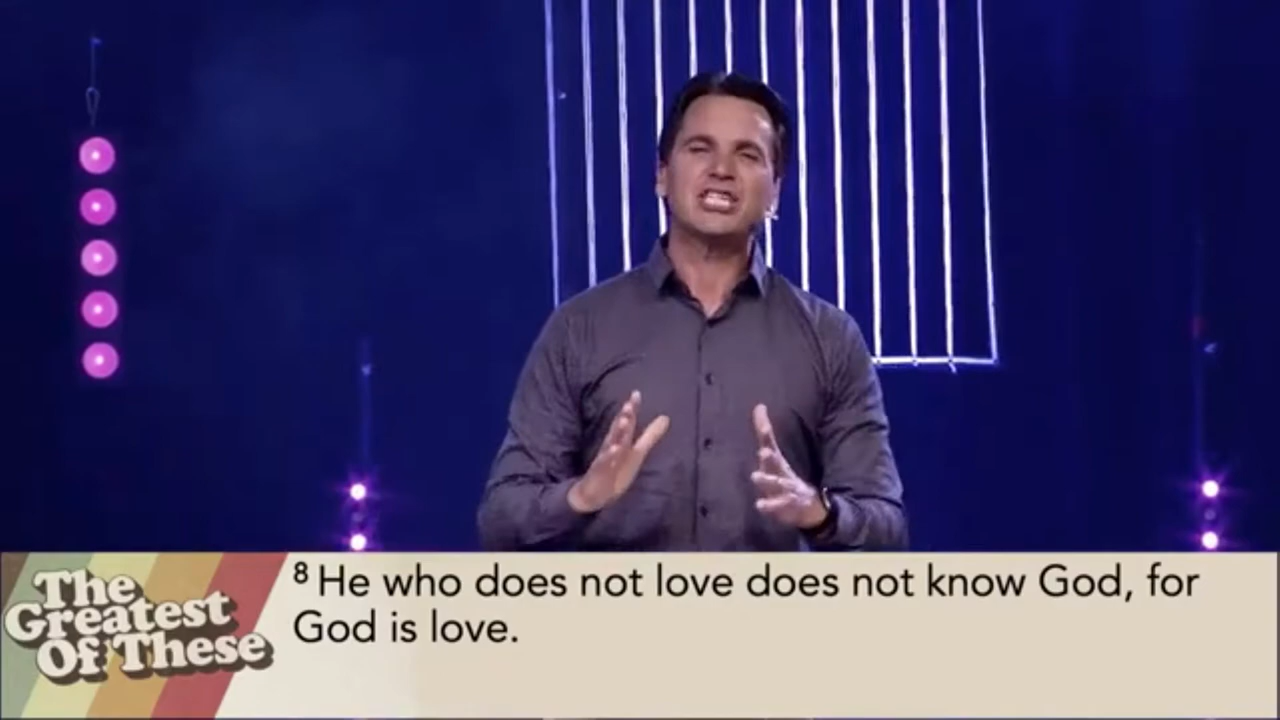 The
Greatest
Of These
⁸ He who does not love does not know God, for
God is love.